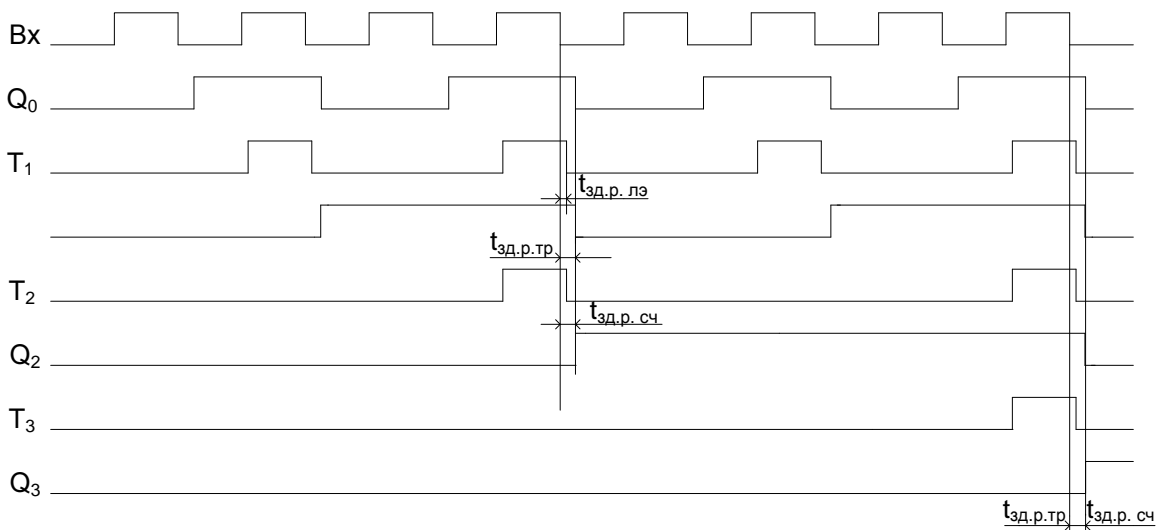 Вх
Q0
T1
tзд.р. лэ
tзд.р.тр
T2
tзд.р. сч
Q2
T3
Q3
tзд.р.тр tзд.р. сч